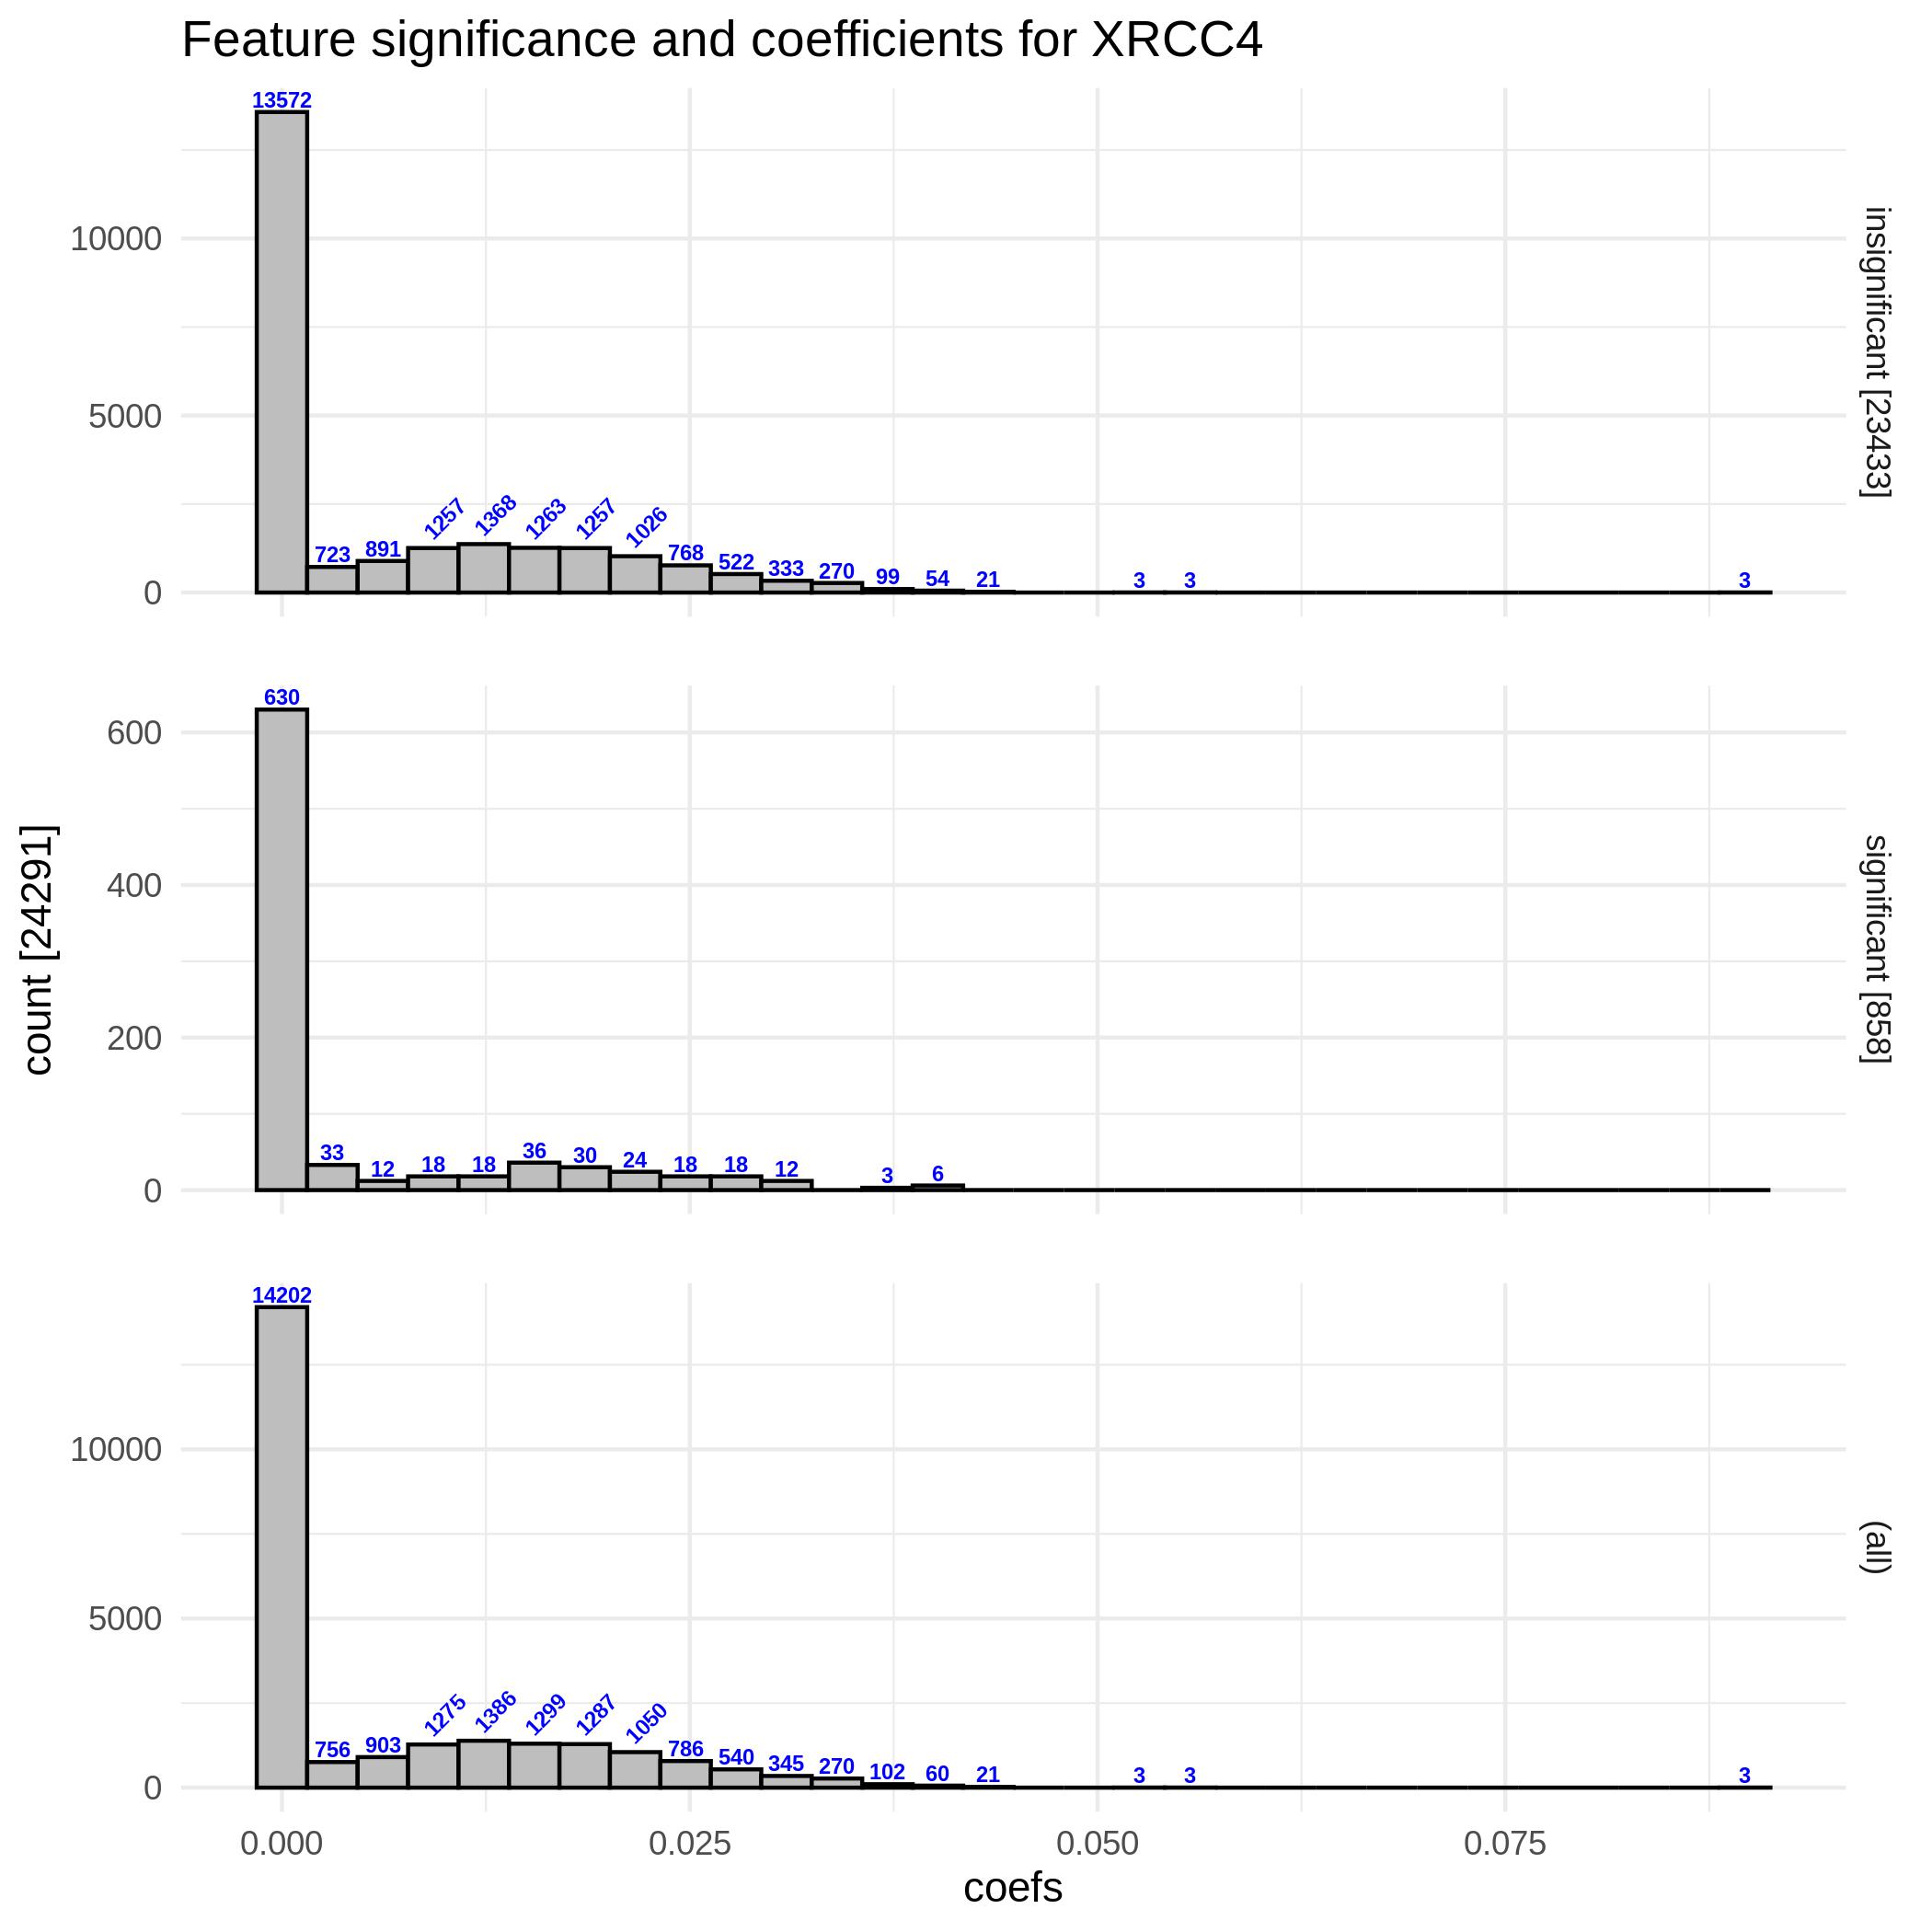 Feature significance and coefficients for XRCC4
13572
10000
5000
0
723 891 1257 1368 1263 1257 1026 768 522 333 270 99 54 21 3 3 3
insignificant [23433]
630
600
400
200
0
33 12 18 18 36 30 24 18 18 12 3 6
significant [858]
count [24291]
14202
10000
5000
0
756 903 1275 1386 1299 1287 1050 786 540 345 270 102 60 21 3 3 3
(all)
0.000 0.025 0.050 0.075
coefs